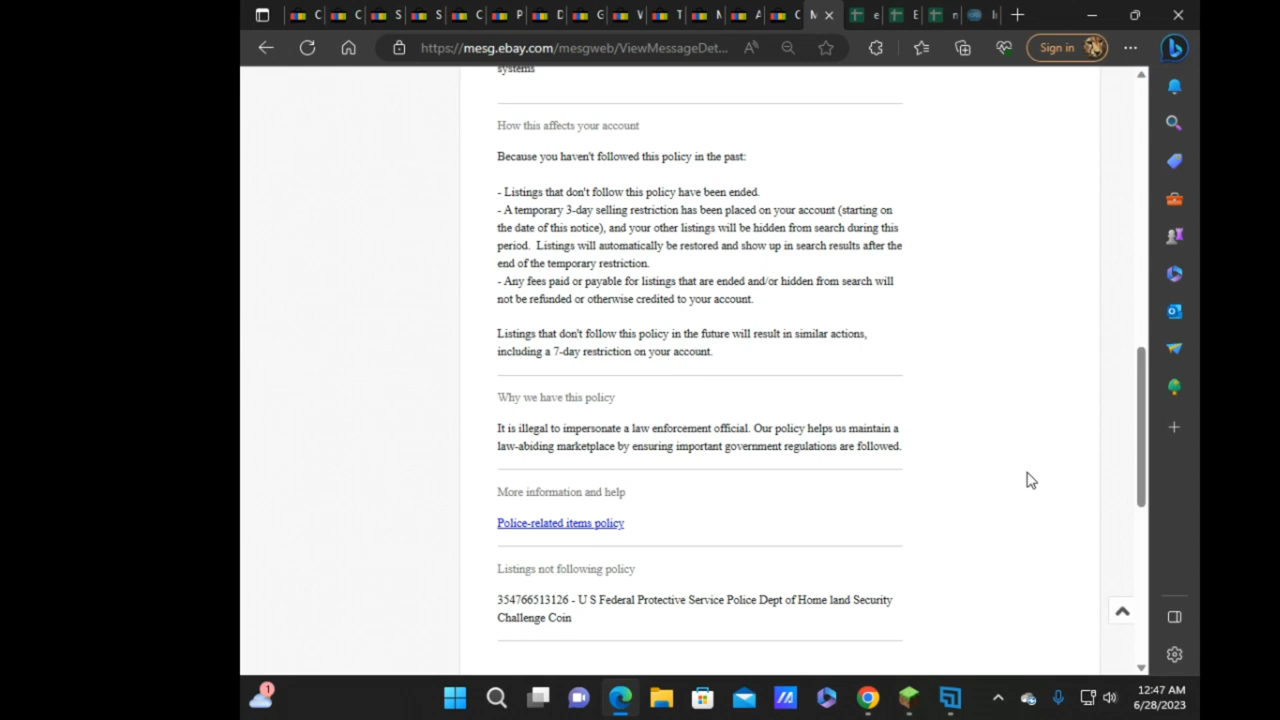 C
C
S
S
C
P
D
G
V
T
N
A
C
M
e
E
n
li
https://mesg.ebay.com/mesgweb/ViewMessageDet...
A
Sign in
systems
How this affects your account
Because you haven't followed this policy in the past:
- Listings that don't follow this policy have been ended.
- A temporary 3-day selling restriction has been placed on your account (starting on
the date of this notice), and your other listings will be hidden from search during this
period. Listings will automatically be restored and show up in search results after the
end of the temporary restriction.
- Any fees paid or payable for listings that are ended and/or hidden from search will
not be refunded or otherwise credited to your account.
Listings that don't follow this policy in the future will result in similar actions,
including a 7-day restriction on your account.
Why we have this policy
It is illegal to impersonate a law enforcement official. Our policy helps us maintain a
law-abiding marketplace by ensuring important government regulations are followed.
More information and help
Police-related items policy
Listings not following policy
354766513126 - U S Federal Protective Service Police Dept of Home land Security
Challenge Coin
1
12:47 AM
6/28/2023